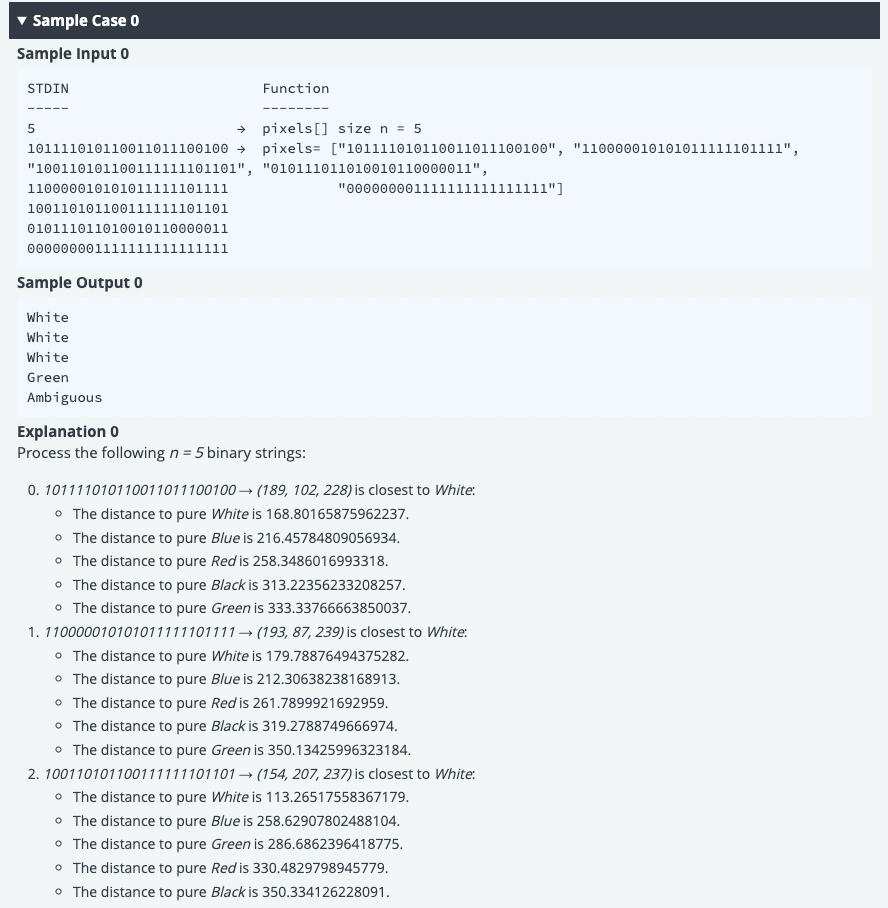 ▼ Sample Case 0
Sample Input 0
STDIN Function
----- --------
5 → pixels[] size n = 5
101111010110011011100100 → pixels= ["101111010110011011100100", "110000010101011111101111",
"100110101100111111101101", "010111011010010110000011",
110000010101011111101111 "000000001111111111111111"]
100110101100111111101101
010111011010010110000011
000000001111111111111111
Sample Output 0
White
White
White
Green
Ambiguous
Explanation 0
Process the following n = 5 binary strings:
0. 101111010110011011100100 → (189, 102, 228) is closest to White:
The distance to pure White is 168.80165875962237.
The distance to pure Blue is 216.45784809056934.
The distance to pure Red is 258.3486016993318.
The distance to pure Black is 313.22356233208257.
The distance to pure Green is 333.33766663850037.
1. 110000010101011111101111 → (193, 87, 239) is closest to White:
The distance to pure White is 179.78876494375282.
The distance to pure Blue is 212.30638238168913.
The distance to pure Red is 261.7899921692959.
The distance to pure Black is 319.2788749666974.
The distance to pure Green is 350.13425996323184.
2. 100110101100111111101101 → (154, 207, 237) is closest to White:
The distance to pure White is 113.26517558367179.
The distance to pure Blue is 258.62907802488104.
The distance to pure Green is 286.6862396418775.
The distance to pure Red is 330.4829798945779.
The distance to pure Black is 350.334126228091.